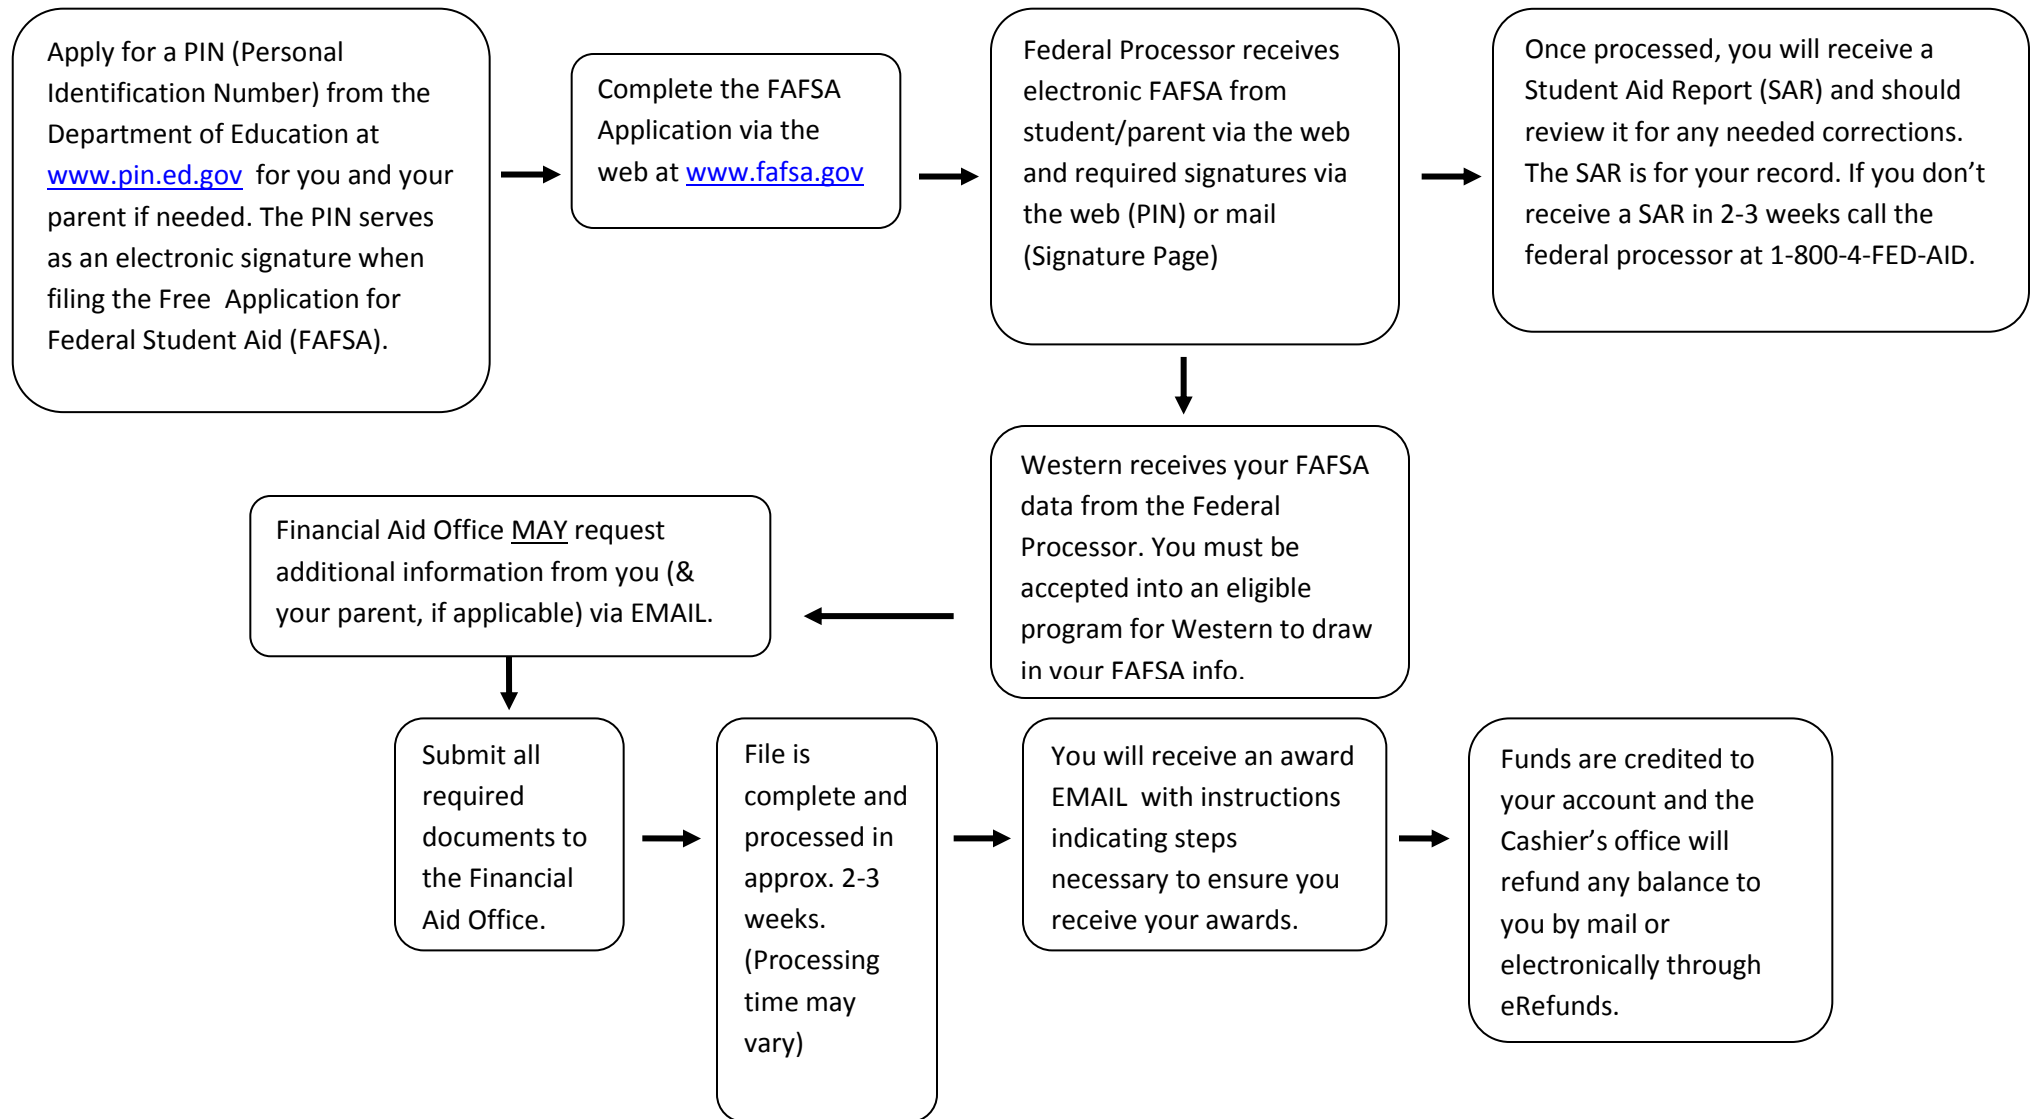 Apply for a PIN (Personal
Identification Number) from the
Department of Education at
www.pin.ed.gov for you and your
parent if needed. The PIN serves
as an electronic signature when
filing the Free Application for
Federal Student Aid (FAFSA).
Complete the FAFSA
Application via the
web at www.fafsa.gov
Federal Processor receives
electronic FAFSA from
student/parent via the web
and required signatures via
the web (PIN) or mail
(Signature Page)
Once processed, you will receive a
Student Aid Report (SAR) and should
review it for any needed corrections.
The SAR is for your record. If you don’t
receive a SAR in 2-3 weeks call the
federal processor at 1-800-4-FED-AID.
Western receives your FAFSA
data from the Federal
Processor. You must be
accepted into an eligible
program for Western to draw
in your FAFSA info.
Financial Aid Office MAY request
additional information from you (&
your parent, if applicable) via EMAIL.
Submit all
required
documents to
the Financial
Aid Office.
File is
complete and
processed in
approx. 2-3
weeks.
(Processing
time may
vary)
You will receive an award
EMAIL with instructions
indicating steps
necessary to ensure you
receive your awards.
Funds are credited to
your account and the
Cashier’s office will
refund any balance to
you by mail or
electronically through
eRefunds.